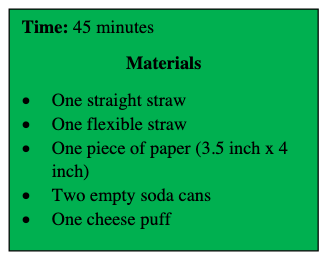 Time: 45 minutes
Materials
• One straight straw
• One flexible straw
• One piece of paper (3.5 inch x 4
inch)
• Two empty soda cans
• One cheese puff